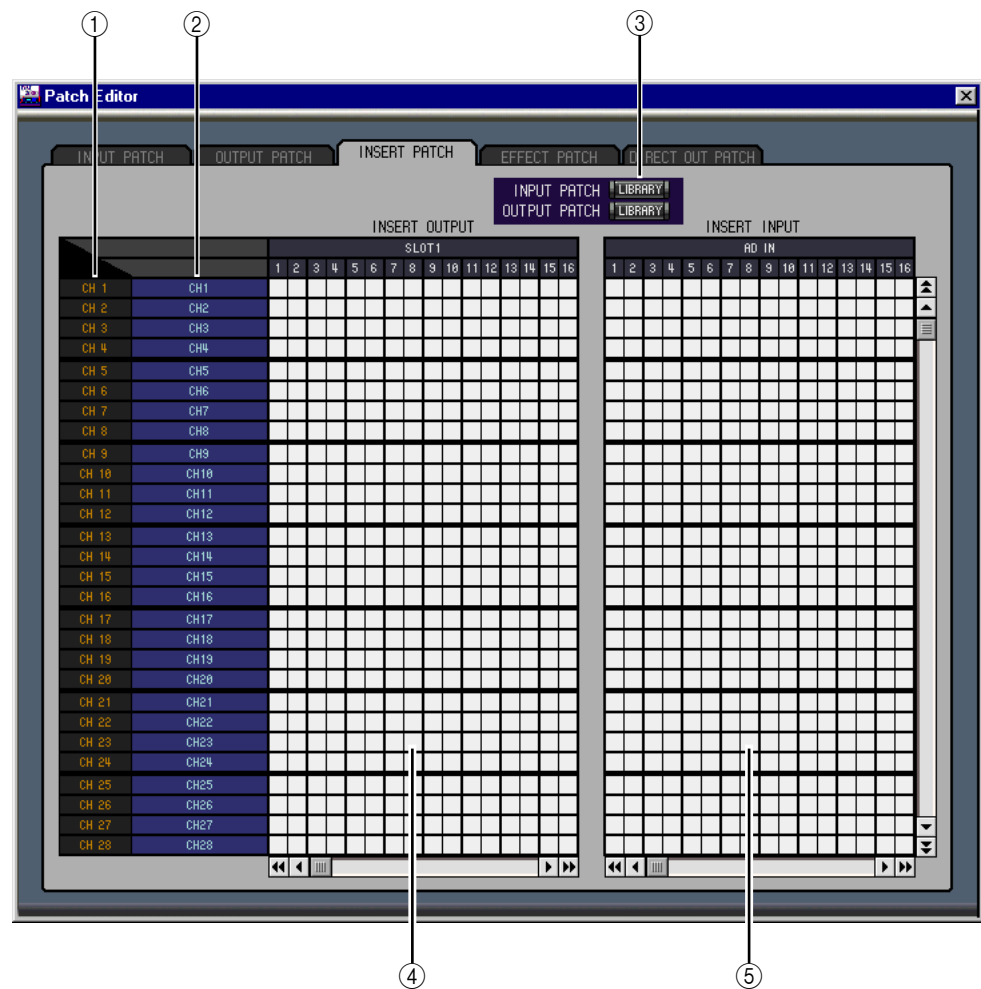 1 2 3
Patch Editor
INPUT PATCH OUTPUT PATCH INSERT PATCH EFFECT PATCH DIRECT OUT PATCH
INPUT PATCH LIBRARY
OUTPUT PATCH LIBRARY
INSERT OUTPUT INSERT INPUT
SLOT1 AD IN
1 2 3 4 5 6 7 8 9 10 11 12 13 14 15 16 1 2 3 4 5 6 7 8 9 10 11 12 13 14 15 16
CH 1 CH1
CH 2 CH2
CH 3 CH3
CH 4 CH4
CH 5 CH5
CH 6 CH6
CH 7 CH7
CH 8 CH8
CH 9 CH9
CH 10 CH10
CH 11 CH11
CH 12 CH12
CH 13 CH13
CH 14 CH14
CH 15 CH15
CH 16 CH16
CH 17 CH17
CH 18 CH18
CH 19 CH19
CH 20 CH20
CH 21 CH21
CH 22 CH22
CH 23 CH23
CH 24 CH24
CH 25 CH25
CH 26 CH26
CH 27 CH27
CH 28 CH28
4 5